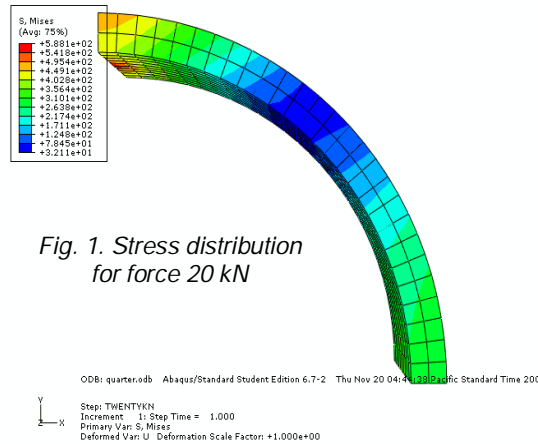 S, Mises
(Avg: 75%)
+5.881e+02
+5.418e+02
+4.954e+02
+4.491e+02
+4.028e+02
+3.564e+02
+3.101e+02
+2.638e+02
+2.174e+02
+1.711e+02
+1.248e+02
+7.845e+01
+3.211e+01
Fig. 1. Stress distribution
for force 20 kN
ODB: quarter.odb Abaqus/Standard Student Edition 6.7-2 Thu Nov 20 Pacific Standard Time 200
Y
Z X
Step: TWENTYKN
Increment 1: Step Time = 1.000
Primary Var: S, Mises
Deformed Var: U Deformation Scale Factor: +1.000e+00